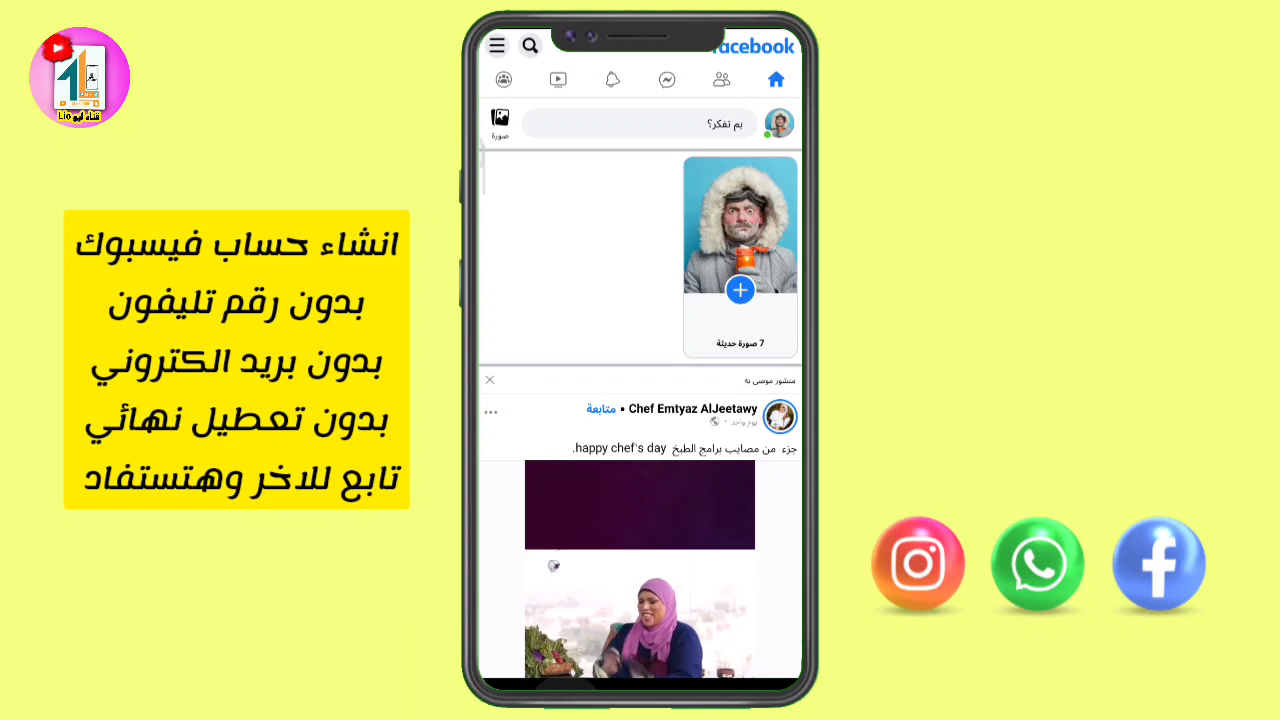 قناه ليو Lio
انشاء حساب فيسبوك
بدون رقم تليفون
بدون بريد الكتروني
بدون تعطيل نهائي
تابع للاخر وهتستفاد
facebook
بم تفكر؟
صورة
7 صورة حديثة
منشور موصى به
Chef Emtyaz AlJeetawy • متابعة
يوم واحد
جزء من مصايب برامج الطبخ happy chef's day.